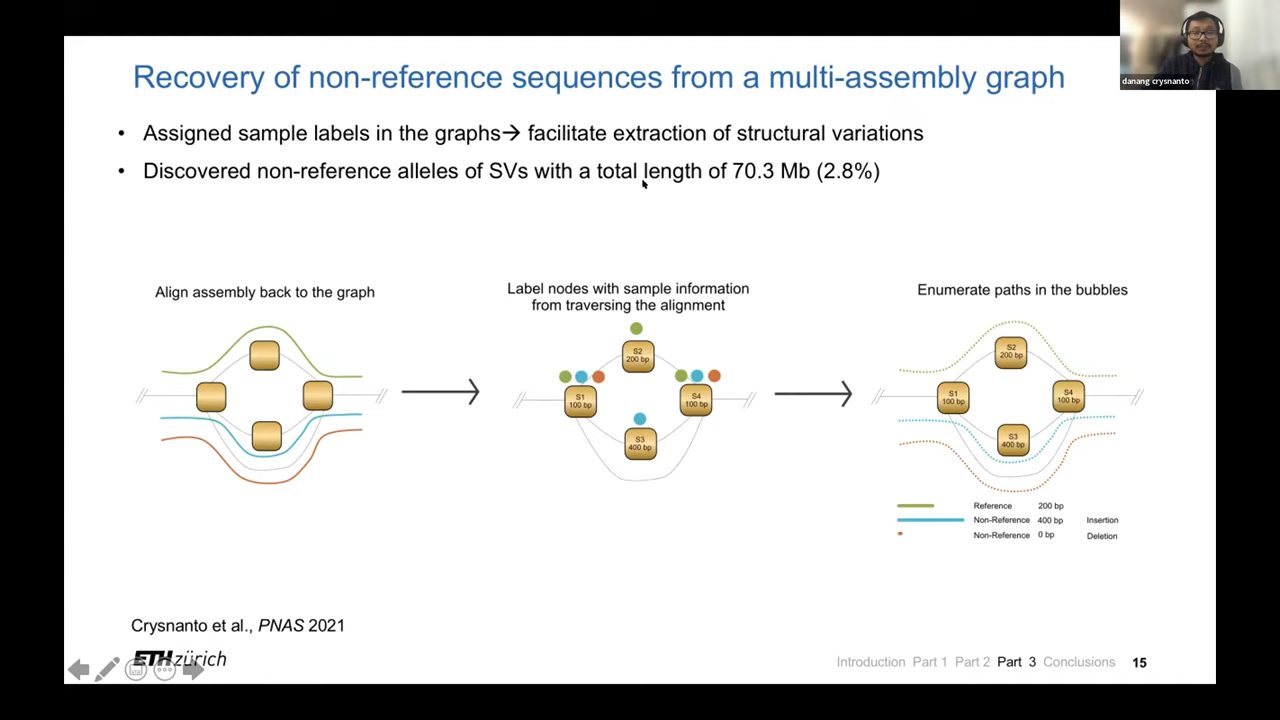 danang crysnanto
Recovery of non-reference sequences from a multi-assembly graph
• Assigned sample labels in the graphs→ facilitate extraction of structural variations
• Discovered non-reference alleles of SVs with a total length of 70.3 Mb (2.8%)
Align assembly back to the graph
Label nodes with sample information
from traversing the alignment
S2
200 bp
S1
100 bp
S4
100 bp
S3
400 bp
Enumerate paths in the bubbles
S2
200 bp
S1
100 bp
S4
100 bp
S3
400 bp
Reference 200 bp
Non-Reference 400 bp Insertion
Non-Reference 0 bp Deletion
Crysnanto et al., PNAS 2021
ETH zürich
Introduction Part 1 Part 2 Part 3 Conclusions 15